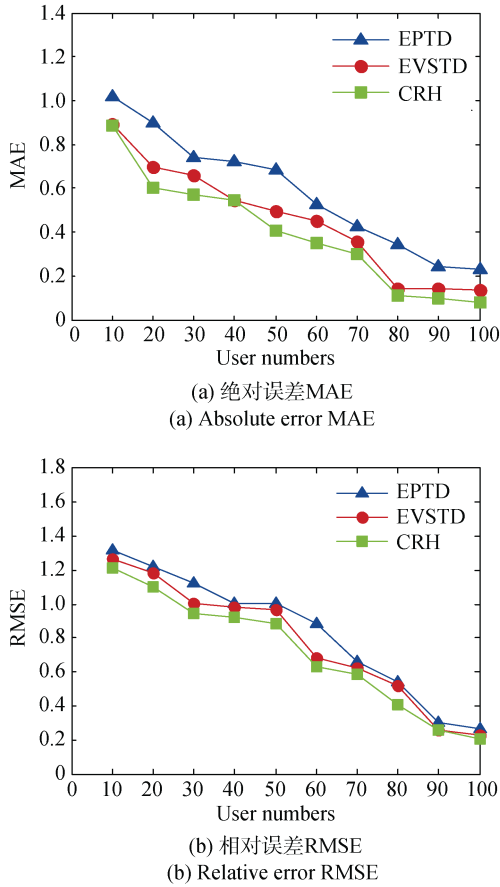 1.4
1.2
1.0
0.8
0.6
0.4
0.2
0
MAE
EPTD
EVSTD
CRH
0 10 20 30 40 50 60 70 80 90 100
User numbers
(a) 绝对误差MAE
(a) Absolute error MAE
1.8
1.6
1.4
1.2
1.0
0.8
0.6
0.4
0.2
0
RMSE
EPTD
EVSTD
CRH
0 10 20 30 40 50 60 70 80 90 100
User numbers
(b) 相对误差RMSE
(b) Relative error RMSE